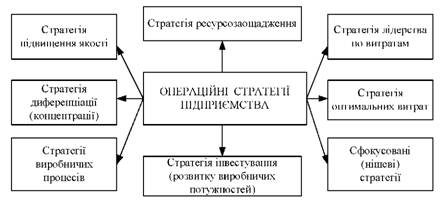 Стратегія
підвищення якості
Стратегія ресурсозаощадження
Стратегія лідерства
по витратам
Стратегія
диференціації
(концентрації)
ОПЕРАЦІЙНІ СТРАТЕГІЇ
ПІДПРИЄМСТВА
Стратегія
оптимальних витрат
Стратегії
виробничих
процесів
Стратегія інвестування
(розвитку виробничих
потужностей)
Сфокусовані
(нішеві)
стратегії